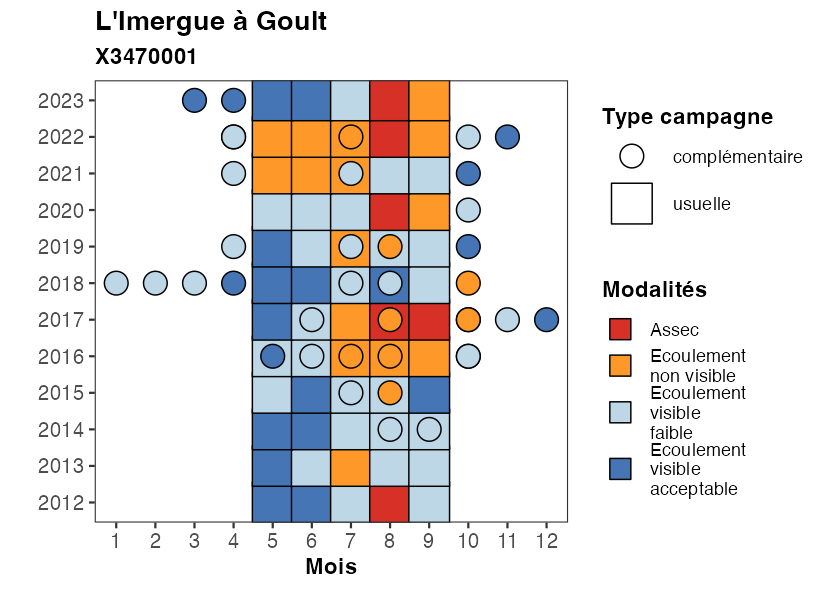 L'Imergue à Goult
X3470001
2023
2022
2021
2020
2019
2018
2017
2016
2015
2014
2013
2012
1 2 3 4 5 6 7 8 9 10 11 12
Mois
Type campagne
complémentaire
usuelle
Modalités
Assec
Ecoulement
non visible
Ecoulement
visible
faible
Ecoulement
visible
acceptable